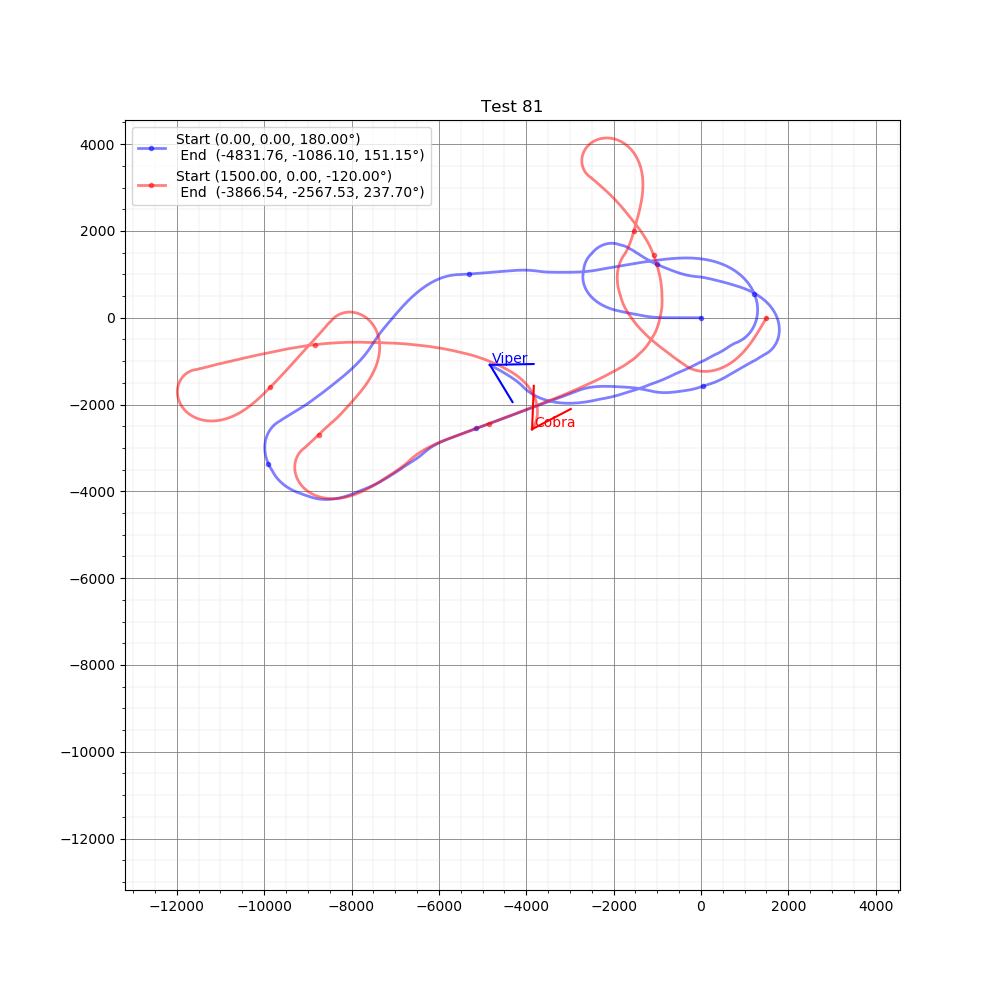 Test 81
Start (0.00, 0.00, 180.00°)
End (-4831.76, -1086.10, 151.15°)
Start (1500.00, 0.00, -120.00°)
End (-3866.54, -2567.53, 237.70°)
4000
2000
0
−2000
−4000
−6000
−8000
−10000
−12000
Viper
Cobra
−12000 −10000 −8000 −6000 −4000 −2000 0 2000 4000